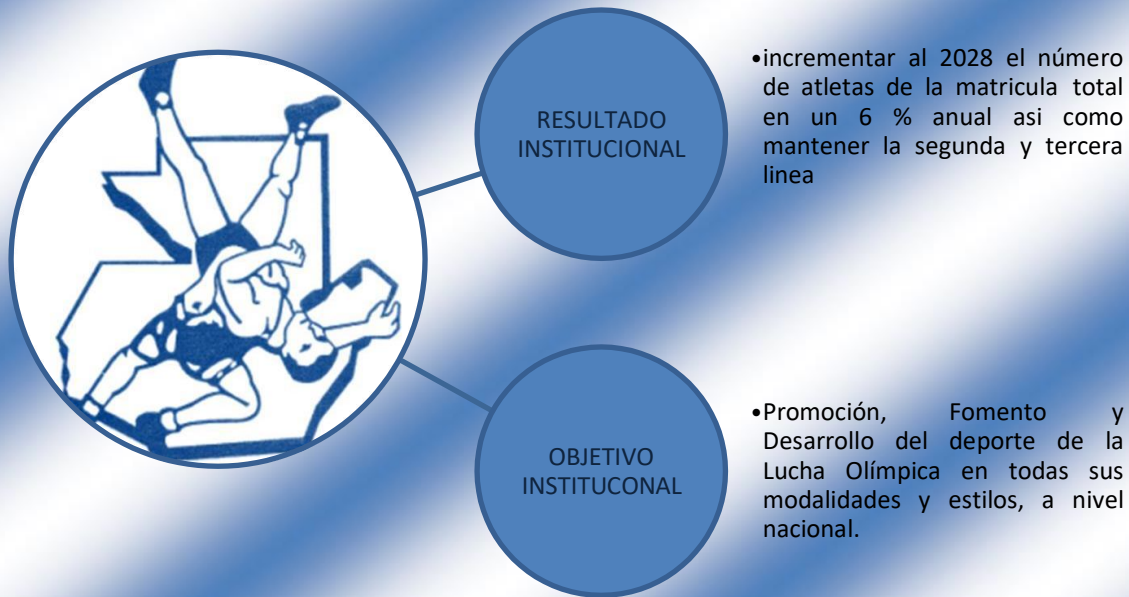 RESULTADO
INSTITUCIONAL
•incrementar al 2028 el número
de atletas de la matricula total
en un 6 % anual asi como
mantener la segunda y tercera
linea
OBJETIVO
INSTITUCONAL
•Promoción, Fomento y
Desarrollo del deporte de la
Lucha Olímpica en todas sus
modalidades y estilos, a nivel
nacional.